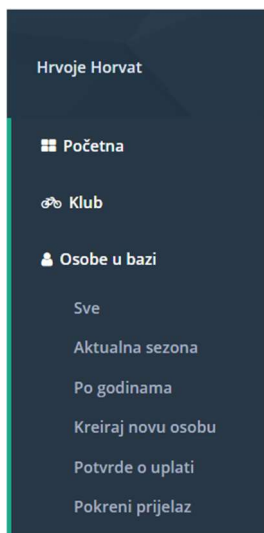 Hrvoje Horvat
Početna
Klub
Osobe u bazi
Sve
Aktualna sezona
Po godinama
Kreiraj novu osobu
Potvrde o uplati
Pokreni prijelaz